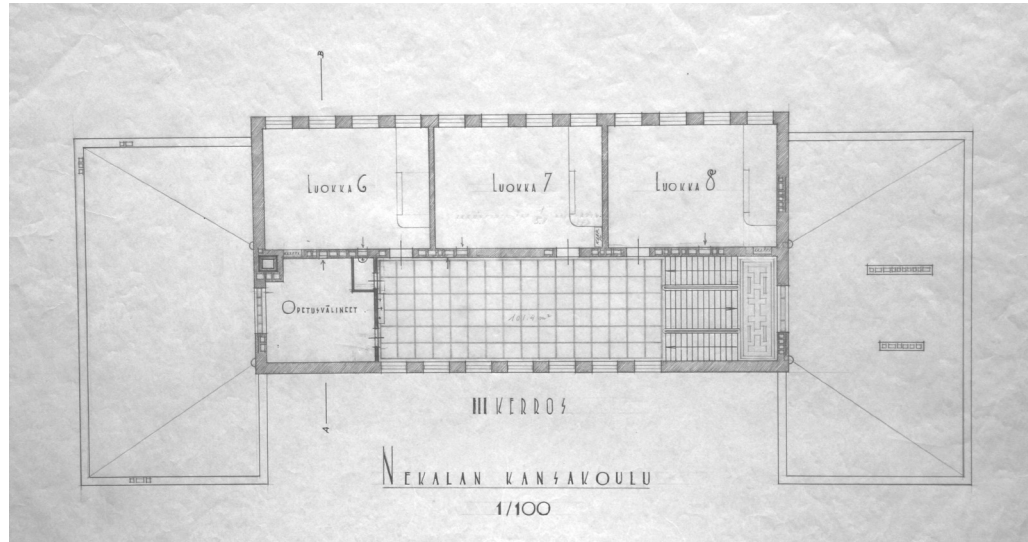 B
LUOKKA 6
LUOKKA 7
LUOKKA 8
OPETUSVÄLINEET
A
III KERROS
NEKALAN KANSAKOULU
1/100